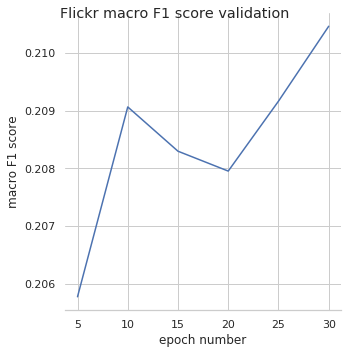 Flickr macro F1 score validation
0.210
0.209
0.208
0.207
0.206
macro F1 score
5 10 15 20 25 30
epoch number